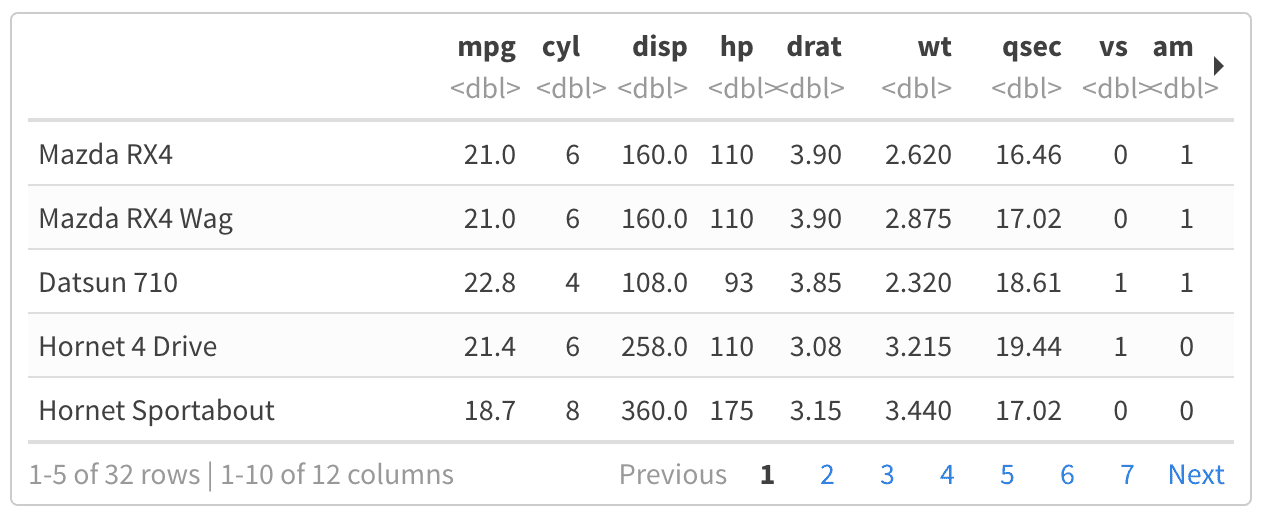 mpg cyl disp hp drat wt qsec vs am
<dbl> <dbl> <dbl> <dbl> <dbl> <dbl> <dbl> <dbl> <dbl>
Mazda RX4 21.0 6 160.0 110 3.90 2.620 16.46 0 1
Mazda RX4 Wag 21.0 6 160.0 110 3.90 2.875 17.02 0 1
Datsun 710 22.8 4 108.0 93 3.85 2.320 18.61 1 1
Hornet 4 Drive 21.4 6 258.0 110 3.08 3.215 19.44 1 0
Hornet Sportabout 18.7 8 360.0 175 3.15 3.440 17.02 0 0
1-5 of 32 rows | 1-10 of 12 columns Previous 1 2 3 4 5 6 7 Next